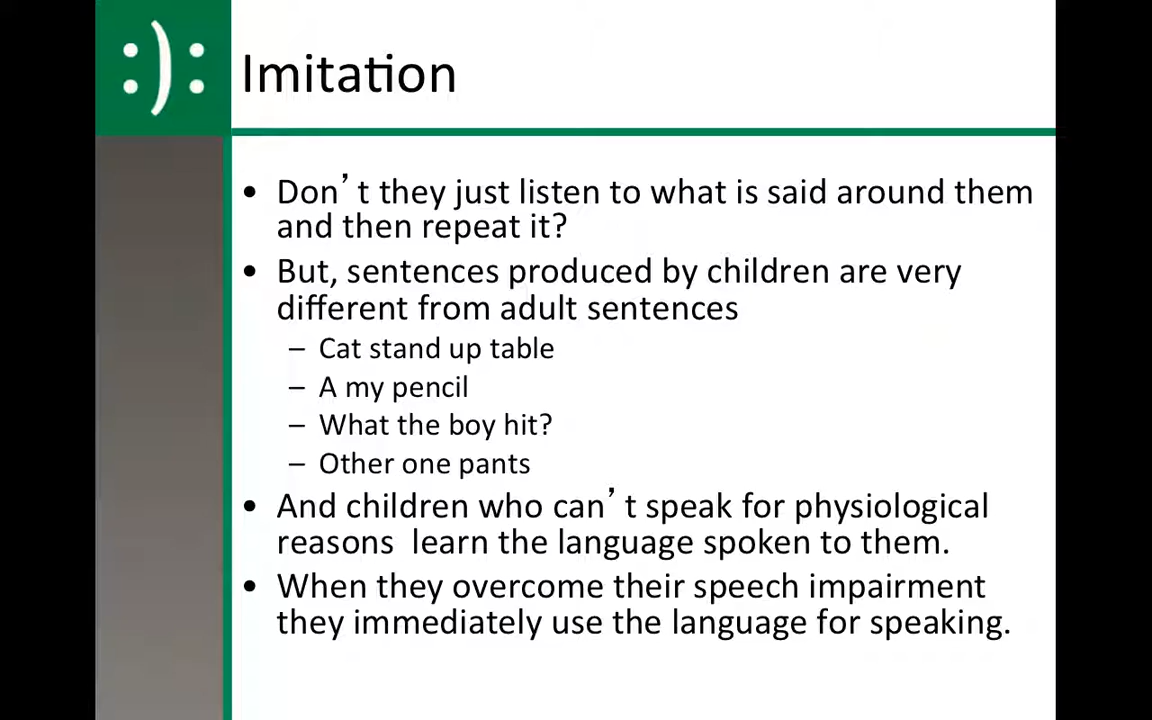 :):
Imitation
• Don't they just listen to what is said around them
and then repeat it?
• But, sentences produced by children are very
different from adult sentences
– Cat stand up table
– A my pencil
– What the boy hit?
– Other one pants
• And children who can't speak for physiological
reasons  learn the language spoken to them.
• When they overcome their speech impairment
they immediately use the language for speaking.